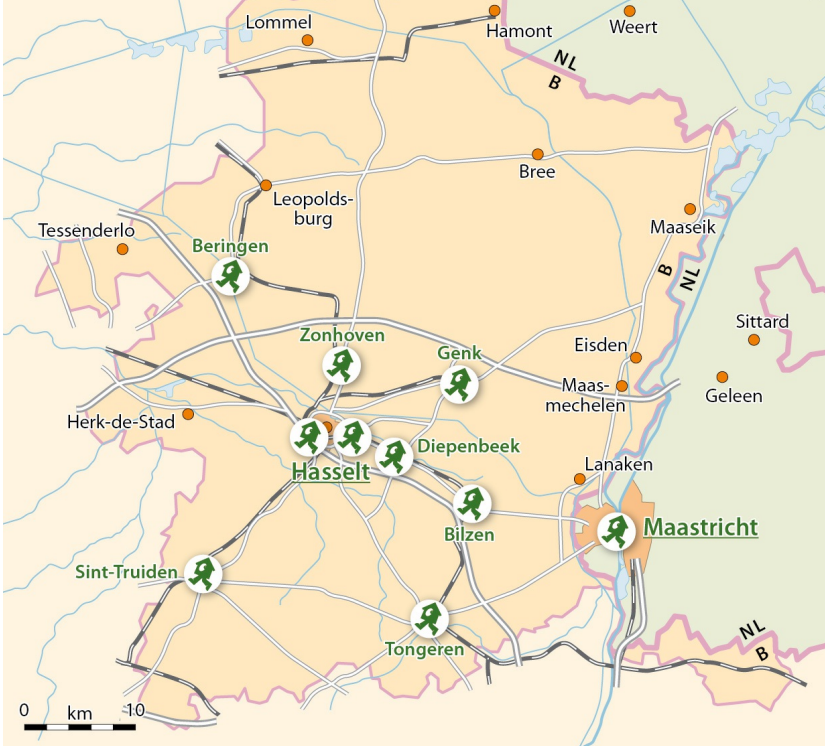 Lommel
Hamont
Weert
NL
B
Bree
Leopolds-
burg
Maaseik
Tessenderlo
Beringen
B
NL
Zonhoven
Genk
Eisden
Sittard
Maas-
mechelen
Geleen
Herk-de-Stad
Diepenbeek
Hasselt
Lanaken
Bilzen
Maastricht
Sint-Truiden
Tongeren
NL
B
0 km 10